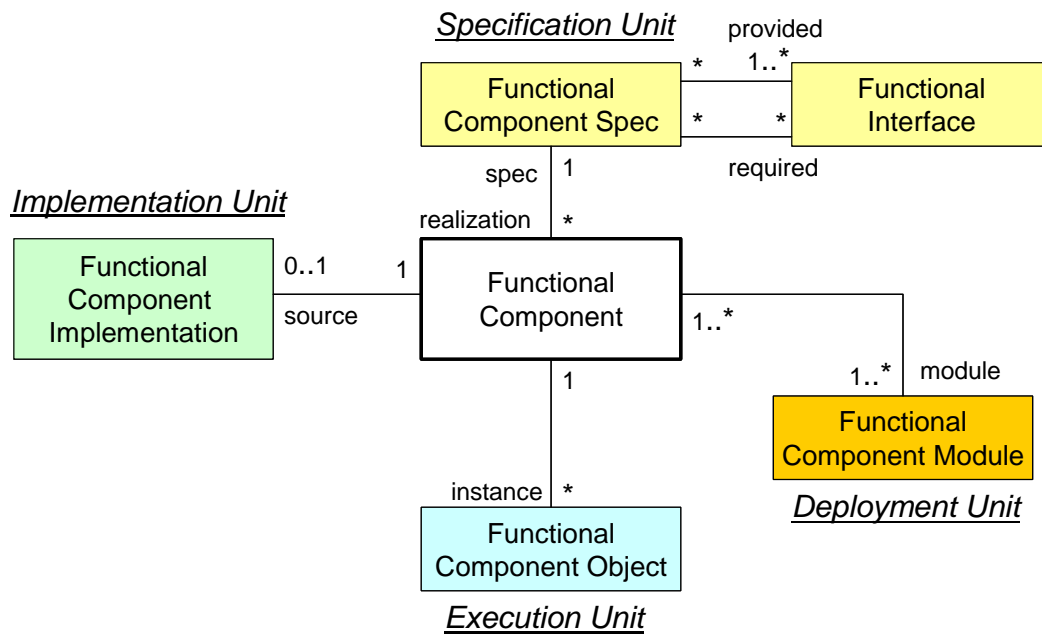 Specification Unit
provided
* 1..*
Functional
Component Spec
Functional
Interface
* *
required
spec 1
Implementation Unit
realization *
Functional
Component
Implementation
0..1 1
source
Functional
Component
1..*
1
1..* module
Functional
Component Module
Deployment Unit
instance *
Functional
Component Object
Execution Unit